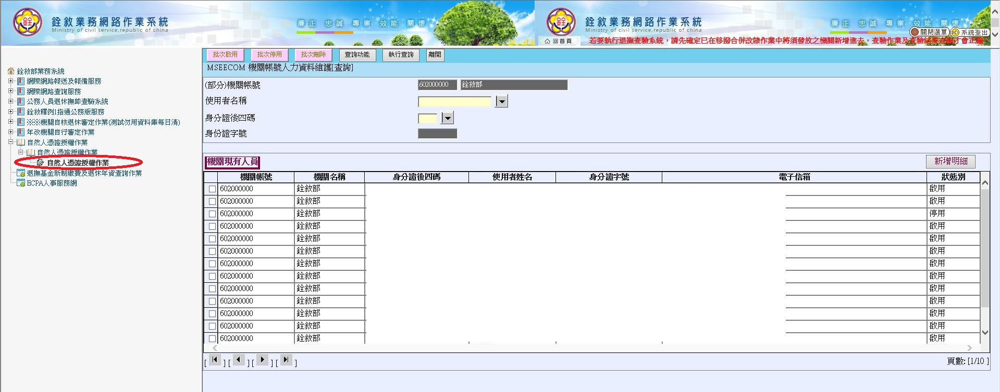 銓敘業務網路作業系統
Ministry of civil service,republic of china
廉正 忠誠 專業 效能 關懷
銓敘業務網路作業系統
Ministry of civil service,republic of china
廉正 忠誠 專業 效能 關懷
關閉選單 系統登出
回首頁
若要執行退撫查驗系統，請先確定已在移撥合併改隸作業中將須發放之機關新增進去，查驗作業及查驗結果查詢才會正確。
銓敘部業務系統
網際網路報送及報備服務
網際網路查詢服務
公務人員退休撫卹查驗系統
銓敘釋例1指通公務版服務
※※機關自核退休審定作業(測試勿用資料庫每日清)
年改機關自行審定作業
自然人憑證授權作業
自然人憑證授權作業
自然人憑證授權作業
退撫基金新制繳費及退休年資查詢作業
ECPA人事服務網
批次啟用 批次停用 批次刪除 查詢功能 執行查詢 離開
MSEECOM 機關帳號人力資料維護[查詢]
(部分)機關帳號 602000000 銓敘部
使用者名稱
身分證後四碼
身份證字號
機關現有人員 新增明細
機關帳號 機關名稱 身分證後四碼 使用者姓名 身分證字號 電子信箱 狀態別
602000000 銓敘部 啟用
602000000 銓敘部 啟用
602000000 銓敘部 停用
602000000 銓敘部 啟用
602000000 銓敘部 啟用
602000000 銓敘部 啟用
602000000 銓敘部 啟用
602000000 銓敘部 啟用
602000000 銓敘部 啟用
602000000 銓敘部 啟用
602000000 銓敘部 啟用
602000000 銓敘部 啟用
602000000 銓敘部 啟用
[ ] [ ] [ ] [ ] 頁數: [1/10 ]